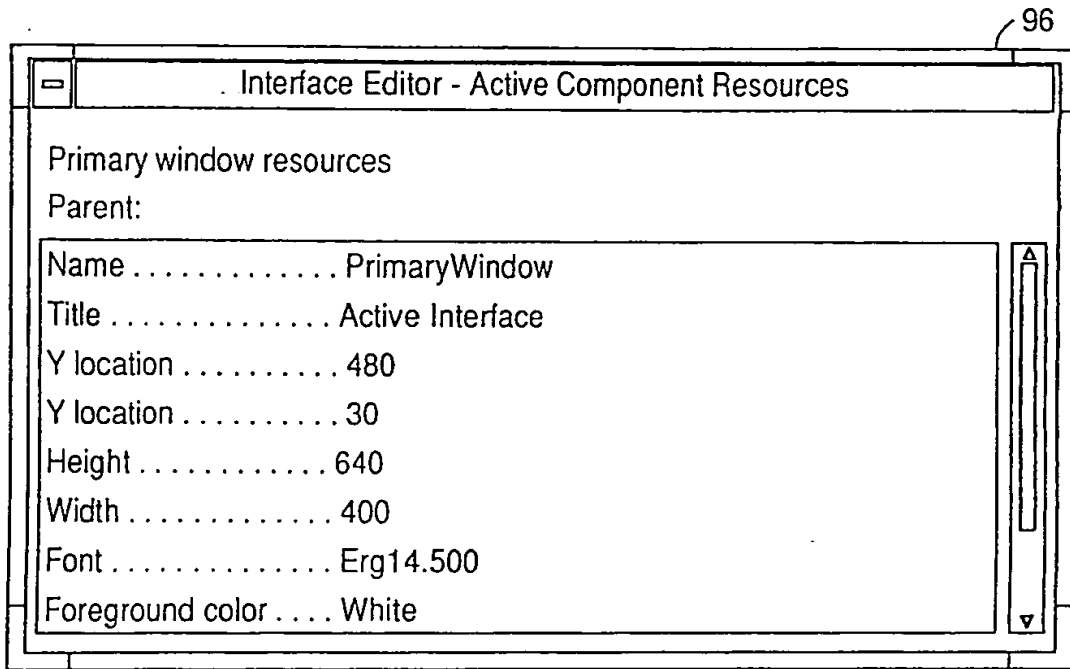 96
Interface Editor - Active Component Resources
Primary window resources
Parent:
Name . . . . . . . . . . . . . PrimaryWindow
Title . . . . . . . . . . . . . . Active Interface
Y location . . . . . . . . . . 480
Y location . . . . . . . . . . 30
Height . . . . . . . . . . . . 640
Width . . . . . . . . . . . . . 400
Font . . . . . . . . . . . . . . Erg14.500
Foreground color . . . . White